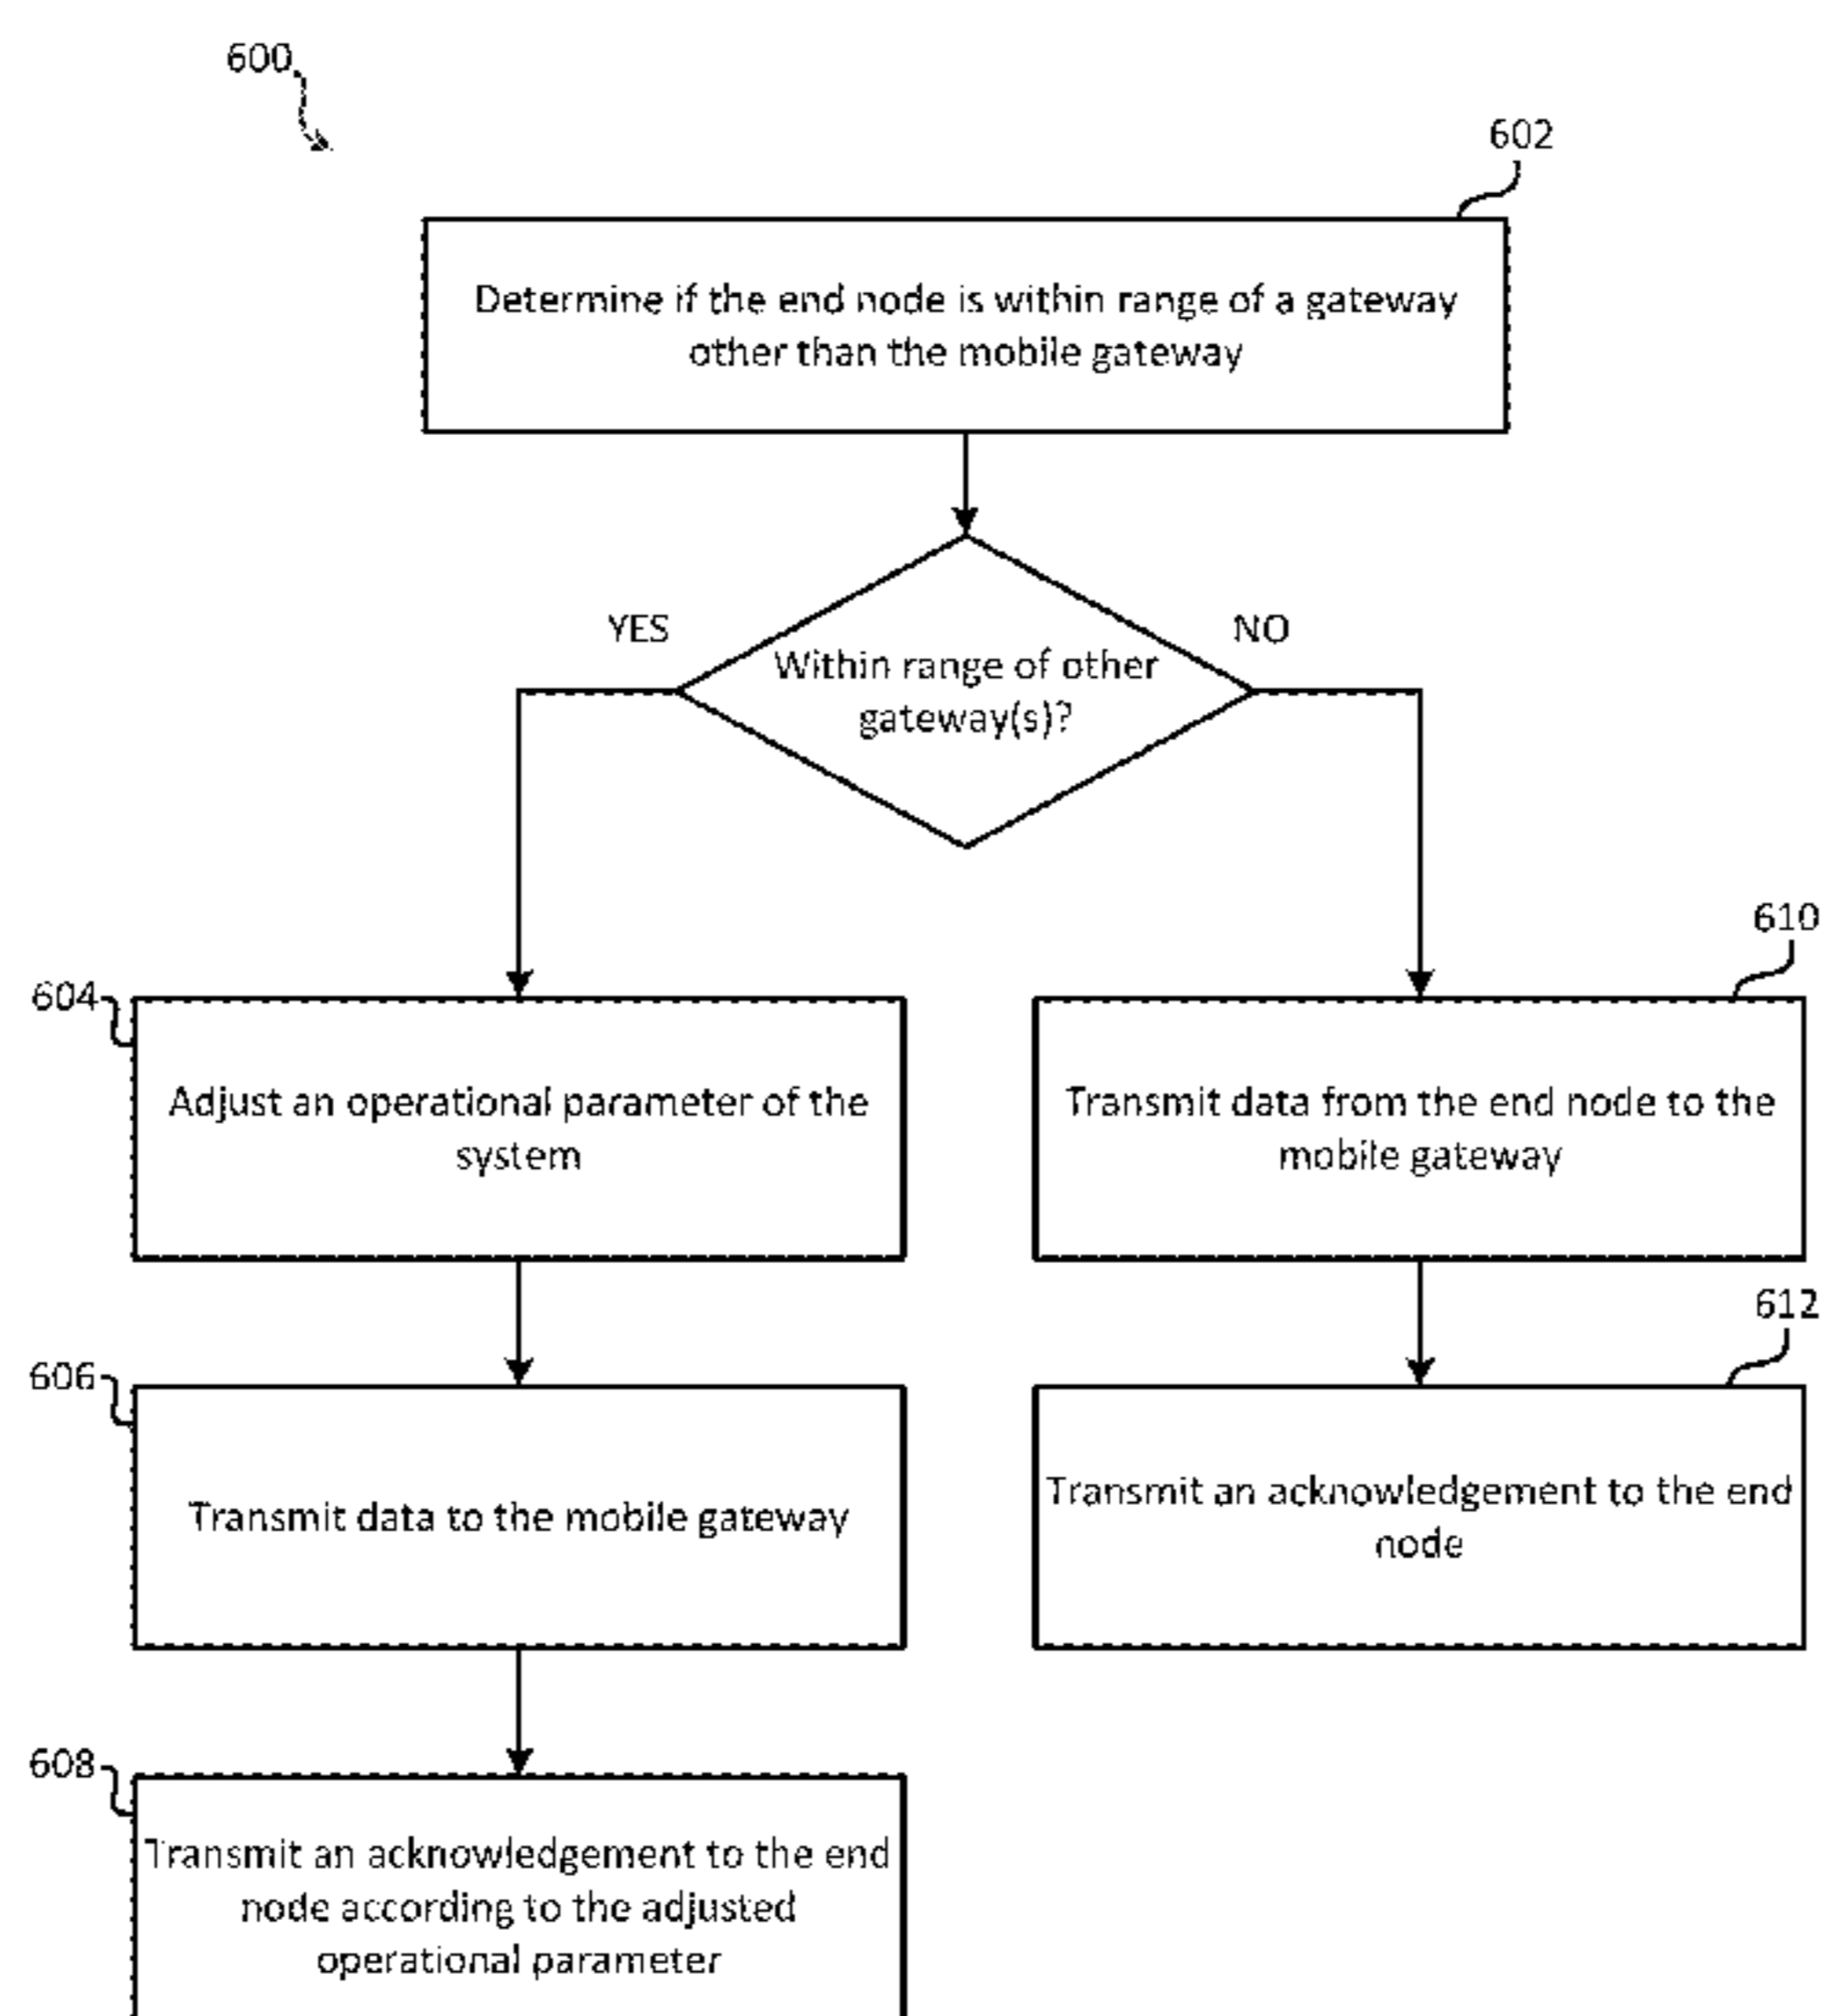 600
602
Determine if the end node is within range of a gateway
other than the mobile gateway
YES
NO
Within range of other
gateway(s)?
604
Adjust an operational parameter of the
system
610
Transmit data from the end node to the
mobile gateway
606
Transmit data to the mobile gateway
612
Transmit an acknowledgement to the end
node
608
Transmit an acknowledgement to the end
node according to the adjusted
operational parameter